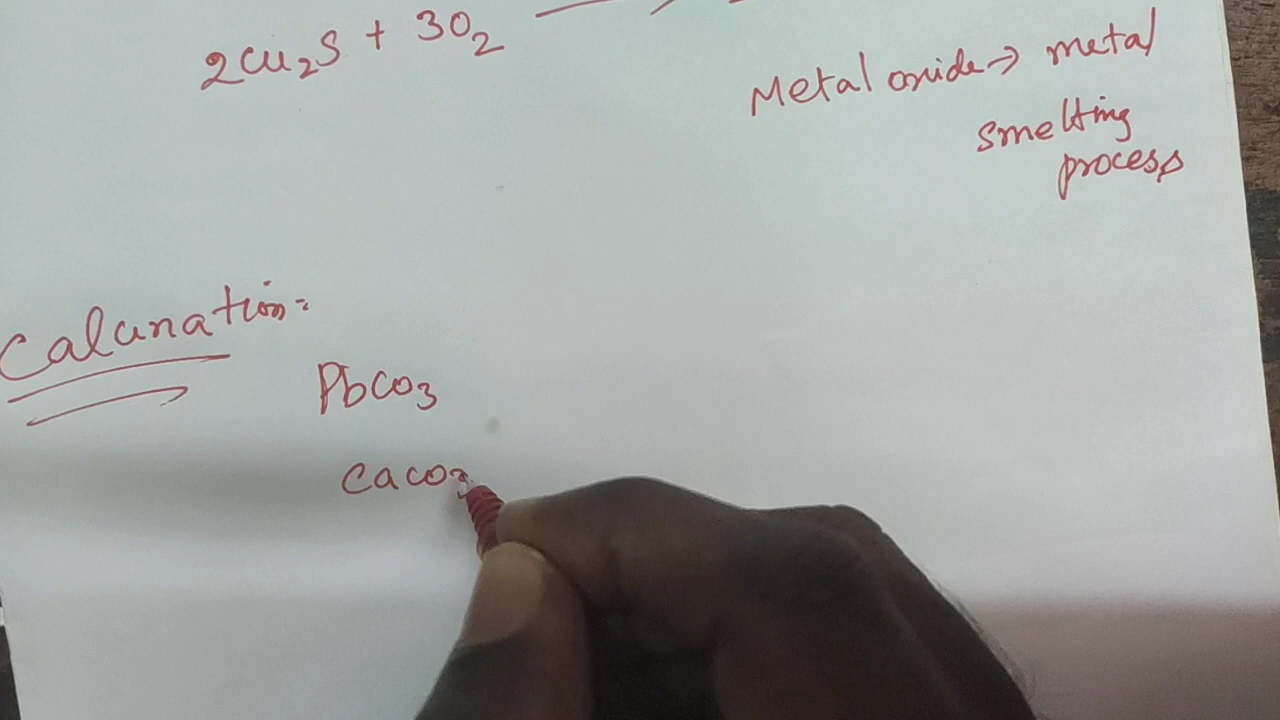 2Cu2S + 3O2
Metal oxide → metal
smelting
process
Calcination:
PbCO3
CaCO3